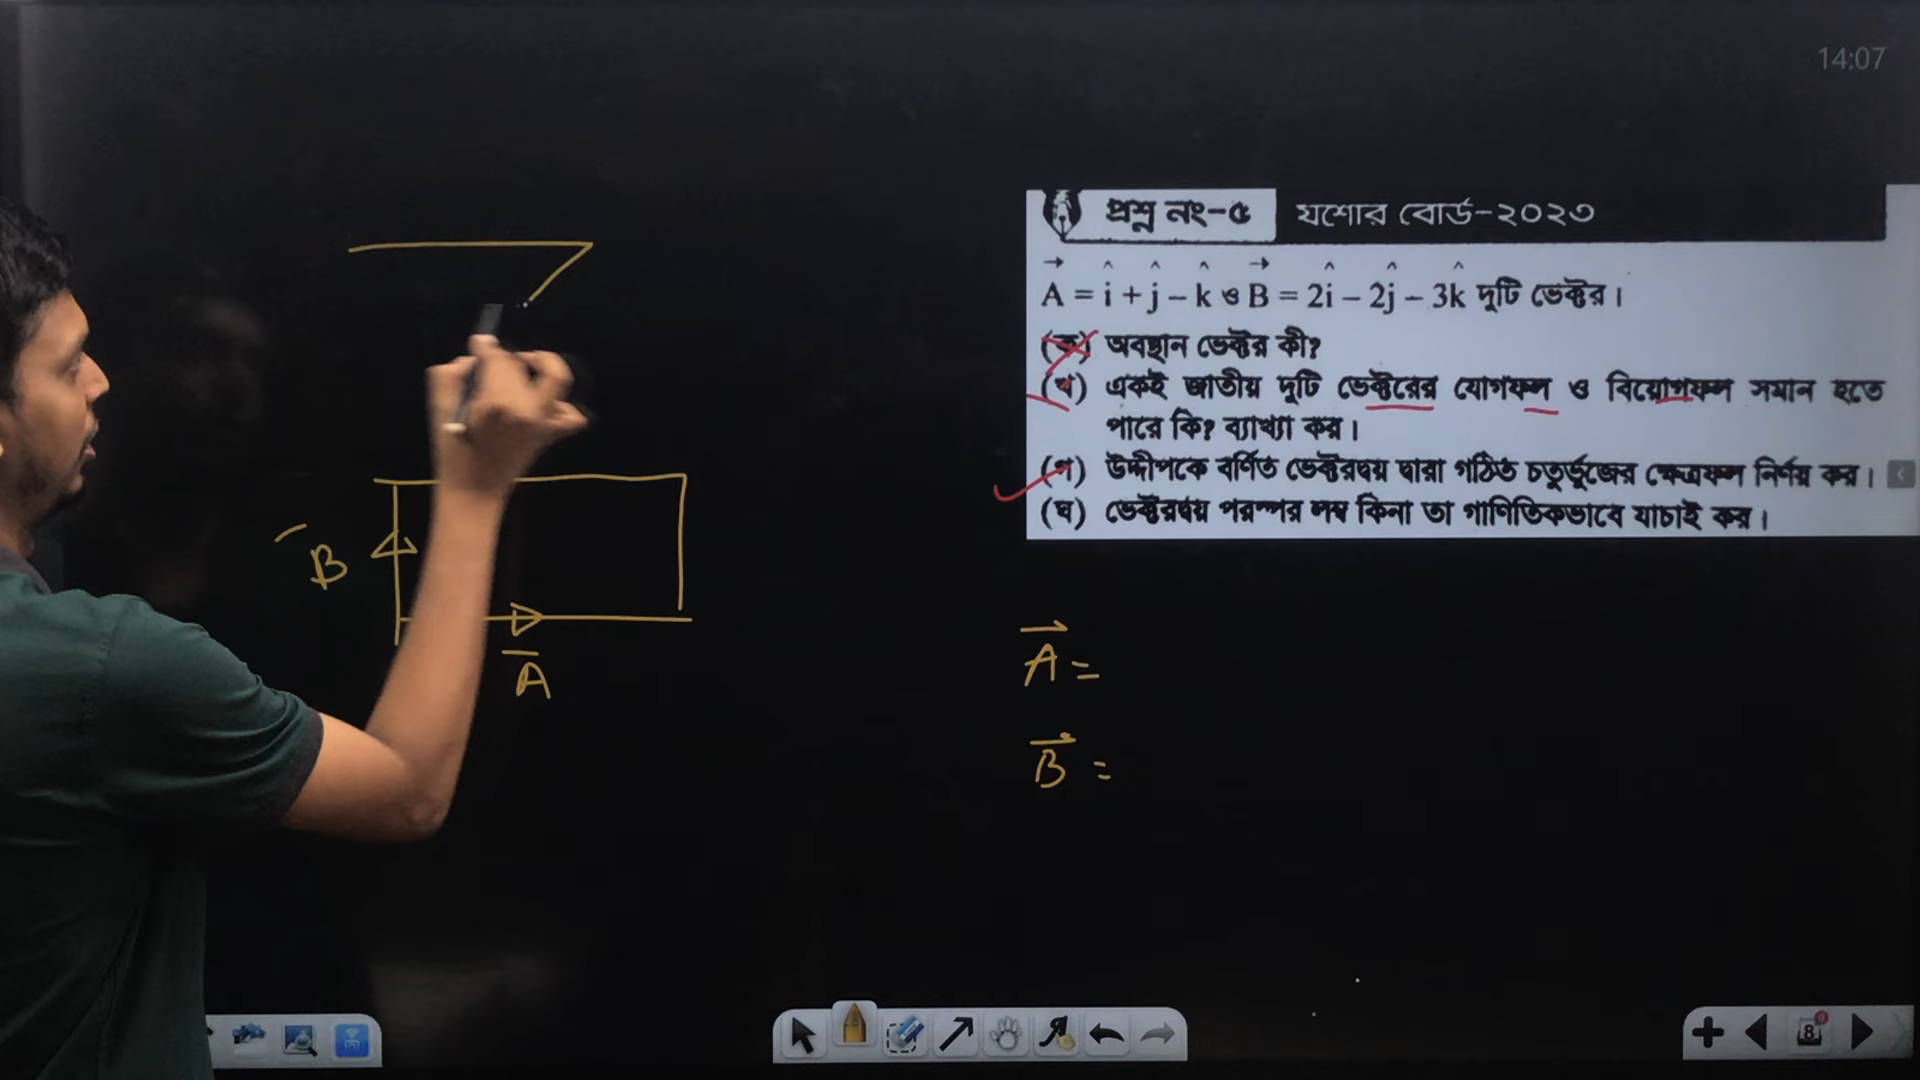 14:07
প্রশ্ন নং-৫ যশোর বোর্ড-২০২৩
A⃗ = î + ĵ – k̂ ও B⃗ = 2î – 2ĵ – 3k̂ দুটি ভেক্টর।
(ক) অবস্থান ভেক্টর কী?
(খ) একই জাতীয় দুটি ভেক্টরের যোগফল ও বিয়োগফল সমান হতে
পারে কি? ব্যাখ্যা কর।
(গ) উদ্দীপকে বর্ণিত ভেক্টরদ্বয় দ্বারা গঠিত চতুর্ভুজের ক্ষেত্রফল নির্ণয় কর।
(ঘ) ভেক্টরদ্বয় পরস্পর লম্ব কিনা তা গাণিতিকভাবে যাচাই কর।
B
A
A⃗ =
B⃗ =
8